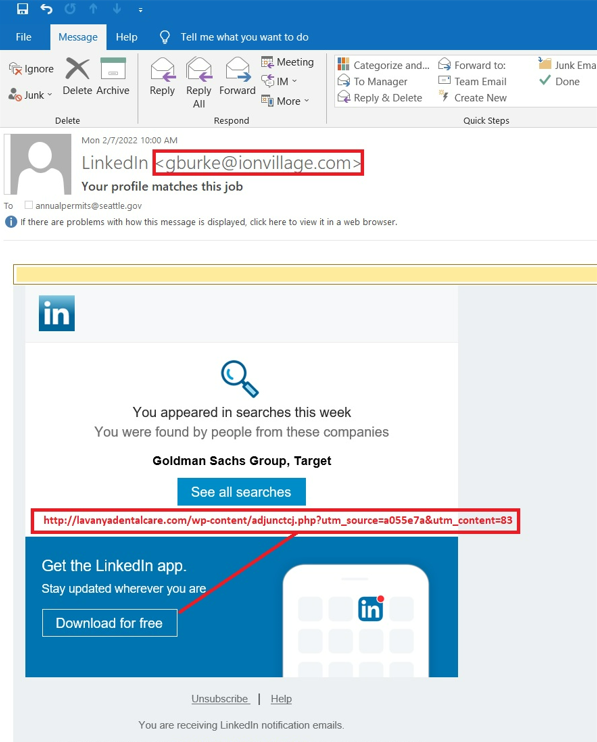 File Message Help Tell me what you want to do
Ignore
Junk
Delete
Archive
Delete
Reply
Reply All
Forward
Meeting
IM
More
Respond
Categorize and...
To Manager
Reply & Delete
Forward to:
Team Email
Create New
Junk Ema
Done
Quick Steps
Mon 2/7/2022 10:00 AM
LinkedIn <gburke@ionvillage.com>
Your profile matches this job
To annualpermits@seattle.gov
If there are problems with how this message is displayed, click here to view it in a web browser.
in
You appeared in searches this week
You were found by people from these companies
Goldman Sachs Group, Target
See all searches
http://lavanyadentalcare.com/wp-content/adjunctcj.php?utm_source=a055e7a&utm_content=83
Get the LinkedIn app.
Stay updated wherever you are
Download for free
in
Unsubscribe | Help
You are receiving LinkedIn notification emails.